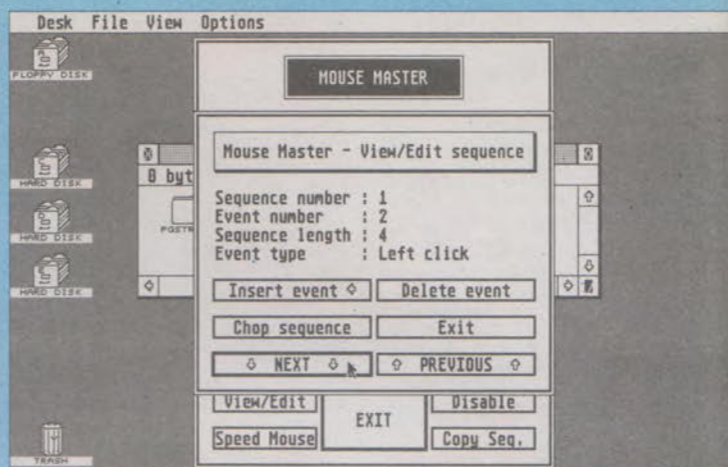 Desk File View Options
FLOPPY DISK
MOUSE MASTER
Mouse Master - View/Edit sequence
HARD DISK
0 byt
Sequence number : 1
Event number : 2
HARD DISK
Sequence length : 4
Event type : Left click
HARD DISK
Insert event Delete event
Chop sequence Exit
NEXT PREVIOUS
View/Edit Disable
EXIT
Speed Mouse Copy Seq.
TRASH